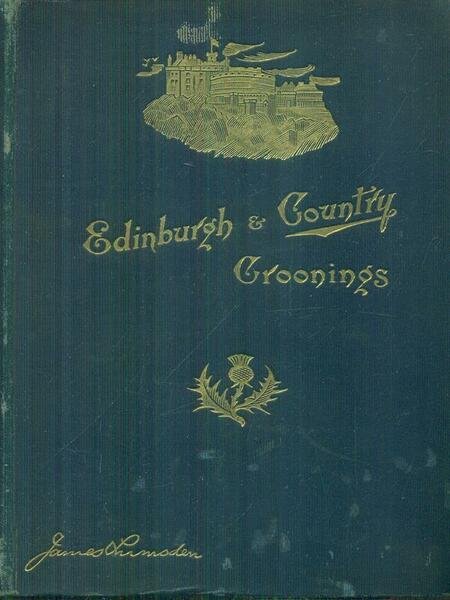 Edinburgh & Country
Croonings
James Lumsden